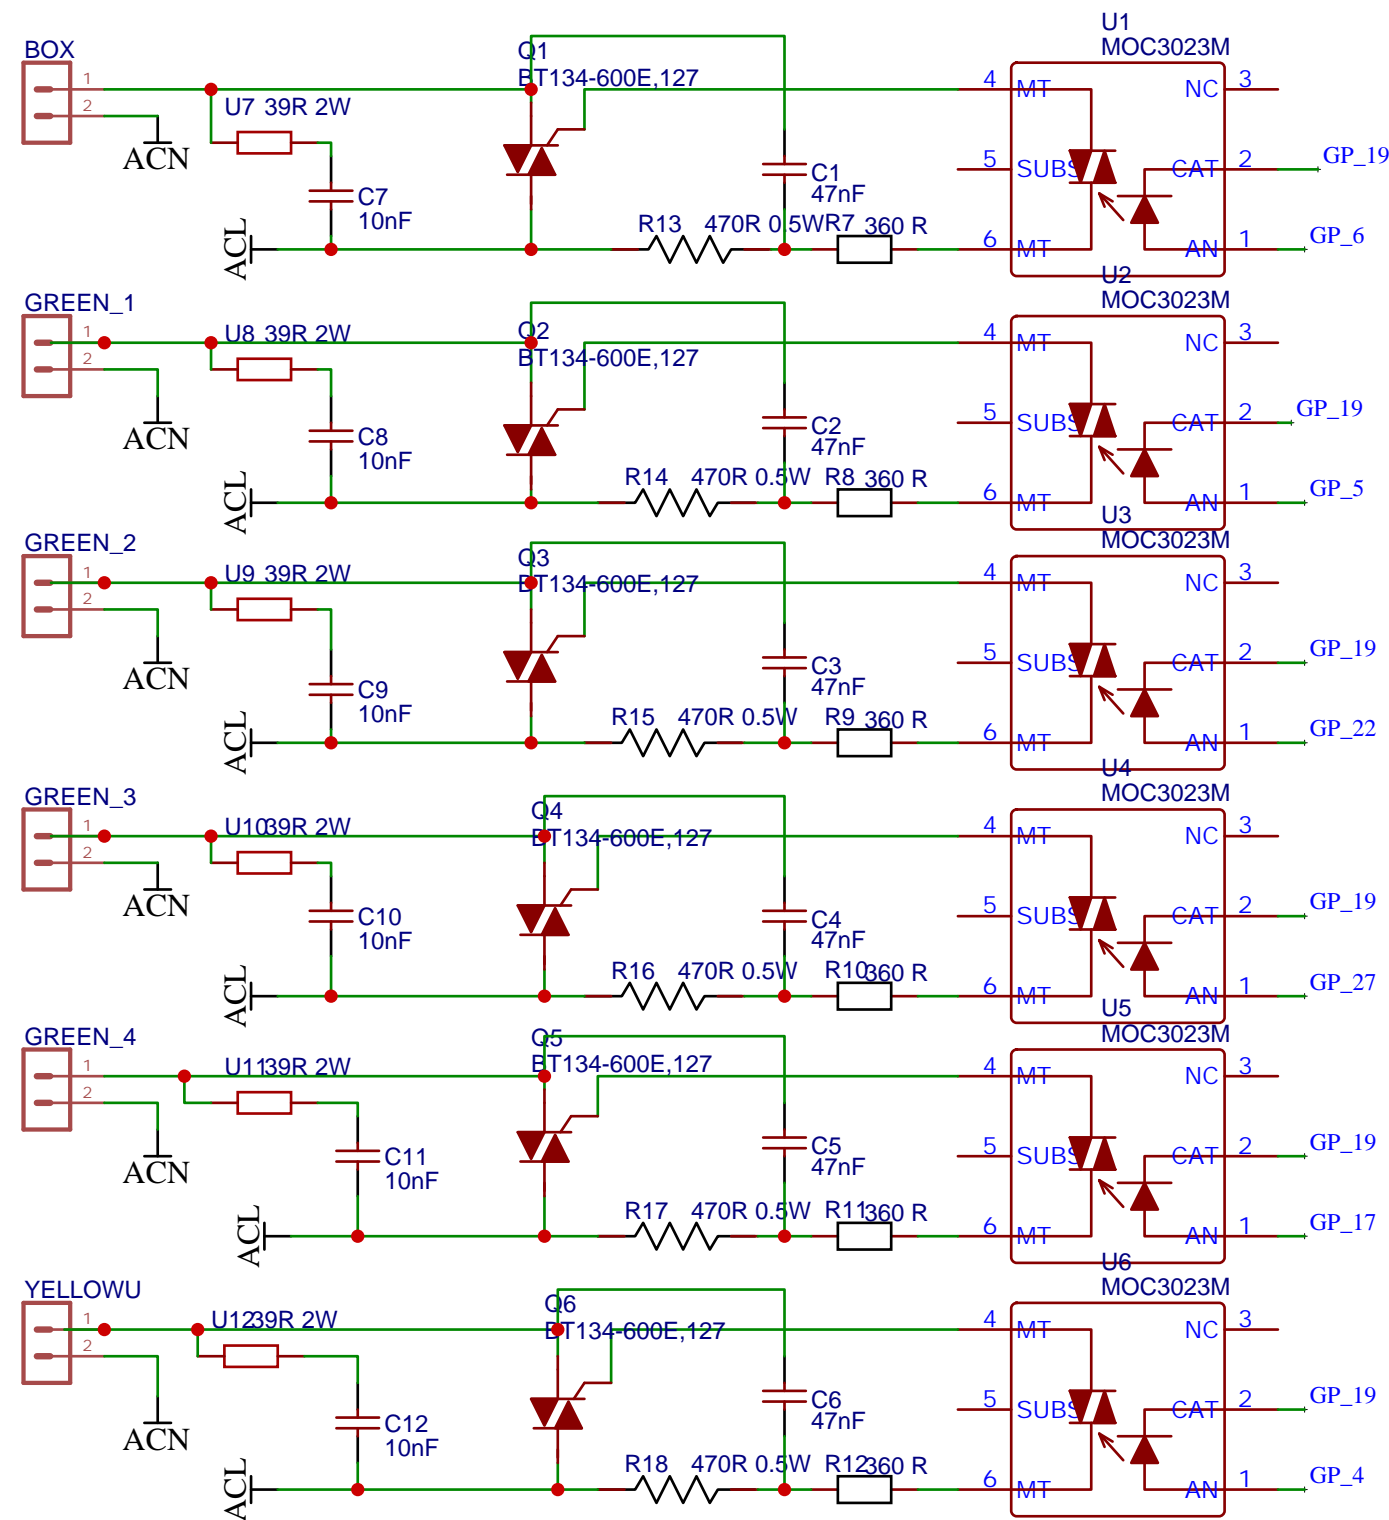 BOX
1
2
ACN
U7 39R 2W
C7
10nF
ACL
Q1
BT134-600E,127
C1
47nF
R13 470R 0.5W
R7 360 R
U1
MOC3023M
4 MT
NC 3
5 SUBS
CAT 2
GP_19
6 MT
AN 1
GP_6
GREEN_1
1
2
ACN
U8 39R 2W
C8
10nF
ACL
Q2
BT134-600E,127
C2
47nF
R14 470R 0.5W
R8 360 R
U2
MOC3023M
4 MT
NC 3
5 SUBS
CAT 2
GP_19
6 MT
AN 1
GP_5
GREEN_2
1
2
ACN
U9 39R 2W
C9
10nF
ACL
Q3
BT134-600E,127
C3
47nF
R15 470R 0.5W
R9 360 R
U3
MOC3023M
4 MT
NC 3
5 SUBS
CAT 2
GP_19
6 MT
AN 1
GP_22
GREEN_3
1
2
ACN
U10 39R 2W
C10
10nF
ACL
Q4
BT134-600E,127
C4
47nF
R16 470R 0.5W
R10 360 R
U4
MOC3023M
4 MT
NC 3
5 SUBS
CAT 2
GP_19
6 MT
AN 1
GP_27
GREEN_4
1
2
ACN
U11 39R 2W
C11
10nF
ACL
Q5
BT134-600E,127
C5
47nF
R17 470R 0.5W
R11 360 R
U5
MOC3023M
4 MT
NC 3
5 SUBS
CAT 2
GP_19
6 MT
AN 1
GP_17
YELLOWU
1
2
ACN
U12 39R 2W
C12
10nF
ACL
Q6
BT134-600E,127
C6
47nF
R18 470R 0.5W
R12 360 R
U6
MOC3023M
4 MT
NC 3
5 SUBS
CAT 2
GP_19
6 MT
AN 1
GP_4